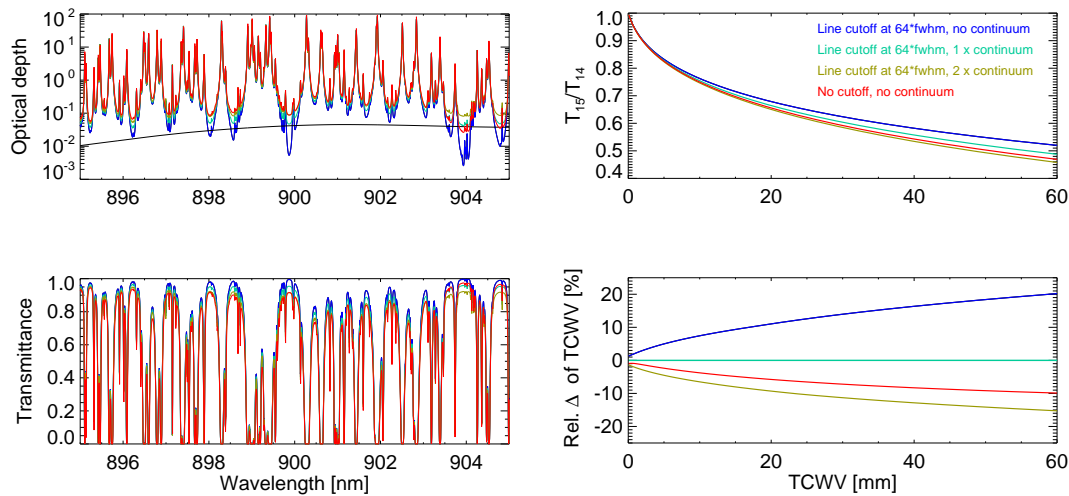 Optical depth
10²
10¹
10⁰
10⁻¹
10⁻²
10⁻³
896 898 900 902 904
T₁₅/T₁₄
1.0
0.9
0.8
0.7
0.6
0.5
0.4
0 20 40 60
Line cutoff at 64*fwhm, no continuum
Line cutoff at 64*fwhm, 1 x continuum
Line cutoff at 64*fwhm, 2 x continuum
No cutoff, no continuum
Transmittance
1.0
0.8
0.6
0.4
0.2
0.0
896 898 900 902 904
Wavelength [nm]
Rel. Δ of TCWV [%]
20
10
0
-10
-20
0 20 40 60
TCWV [mm]